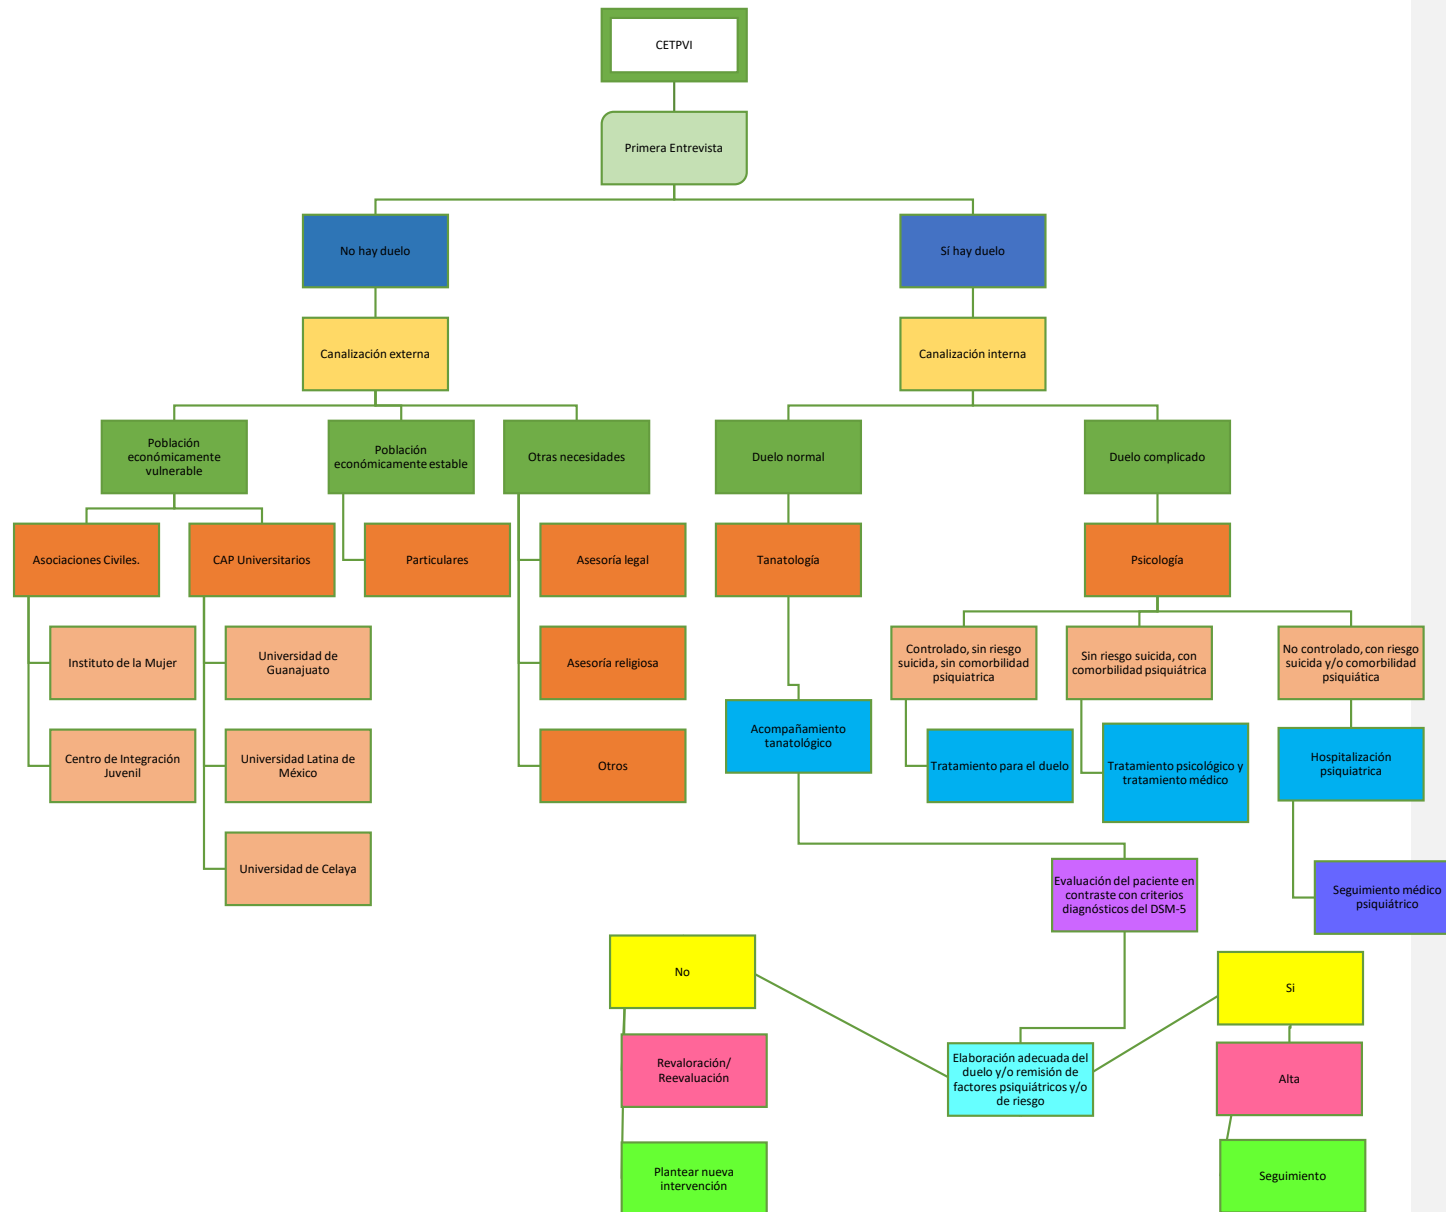 CETPVI
Primera Entrevista
No hay duelo
Sí hay duelo
Canalización externa
Canalización interna
Población
económicamente
vulnerable
Población
económicamente estable
Otras necesidades
Duelo normal
Duelo complicado
Asociaciones Civiles.
CAP Universitarios
Particulares
Asesoría legal
Tanatología
Psicología
Instituto de la Mujer
Universidad de
Guanajuato
Asesoría religiosa
Controlado, sin riesgo
suicida, sin comorbilidad
psiquiatrica
Sin riesgo suicida, con
comorbilidad psiquiátrica
No controlado, con riesgo
suicida y/o comorbilidad
psiquiática
Centro de Integración
Juvenil
Universidad Latina de
México
Otros
Acompañamiento
tanatológico
Tratamiento para el duelo
Tratamiento psicológico y
tratamiento médico
Hospitalización
psiquiatrica
Universidad de Celaya
Evaluación del paciente en
contraste con criterios
diagnósticos del DSM-5
Seguimiento médico
psiquiátrico
No
Si
Revaloración/
Reevaluación
Elaboración adecuada del
duelo y/o remisión de
factores psiquiátricos y/o
de riesgo
Alta
Plantear nueva
intervención
Seguimiento